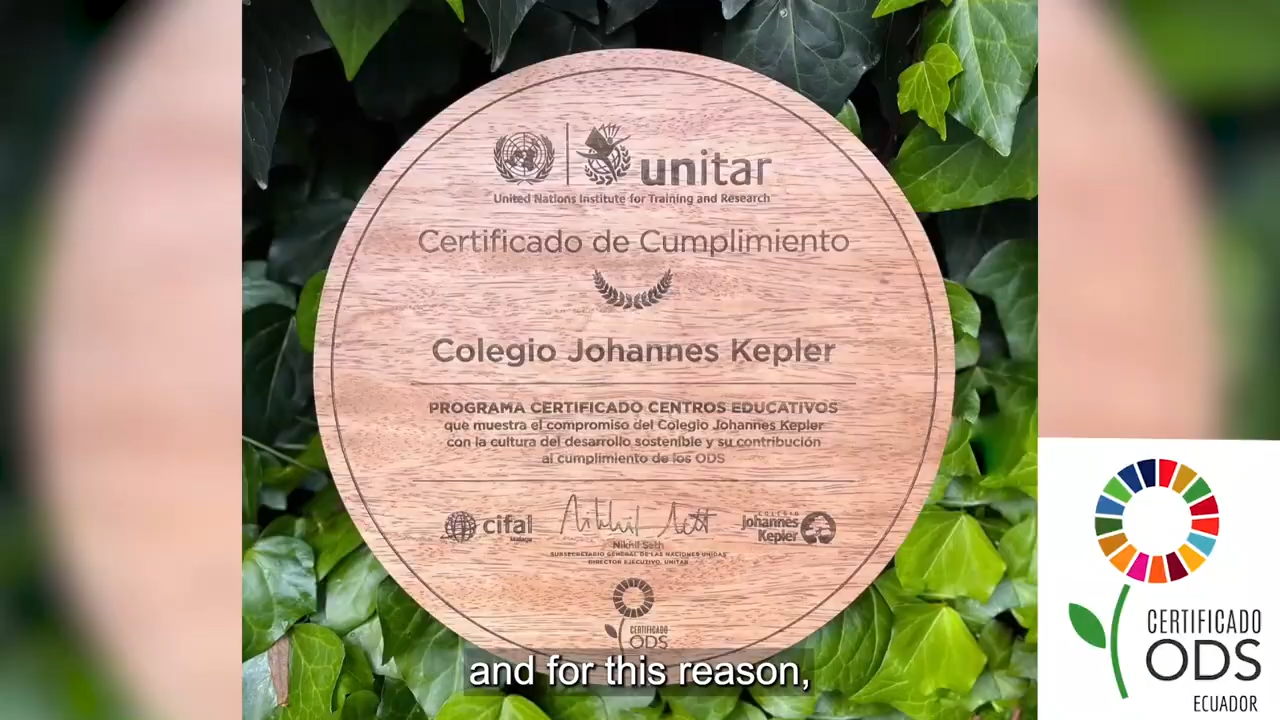 unitar
United Nations Institute for Training and Research
Certificado de Cumplimiento
Colegio Johannes Kepler
PROGRAMA CERTIFICADO CENTROS EDUCATIVOS
que muestra el compromiso del Colegio Johannes Kepler
con la cultura del desarrollo sostenible y su contribución
al cumplimiento de los ODS
cifal
Nikhil Seth
SUBSECRETARIO GENERAL DE LAS NACIONES UNIDAS
DIRECTOR EJECUTIVO, UNITAR
COLEGIO
Johannes
Kepler
CERTIFICADO
ODS
and for this reason,
CERTIFICADO
ODS
ECUADOR